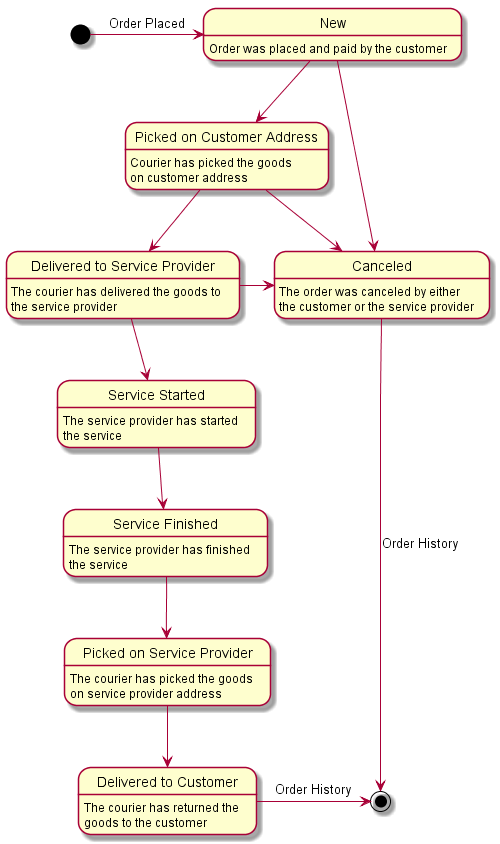 Order Placed
New
Order was placed and paid by the customer
Picked on Customer Address
Courier has picked the goods
on customer address
Delivered to Service Provider
The courier has delivered the goods to
the service provider
Canceled
The order was canceled by either
the customer or the service provider
Service Started
The service provider has started
the service
Service Finished
The service provider has finished
the service
Order History
Picked on Service Provider
The courier has picked the goods
on service provider address
Delivered to Customer
The courier has returned the
goods to the customer
Order History